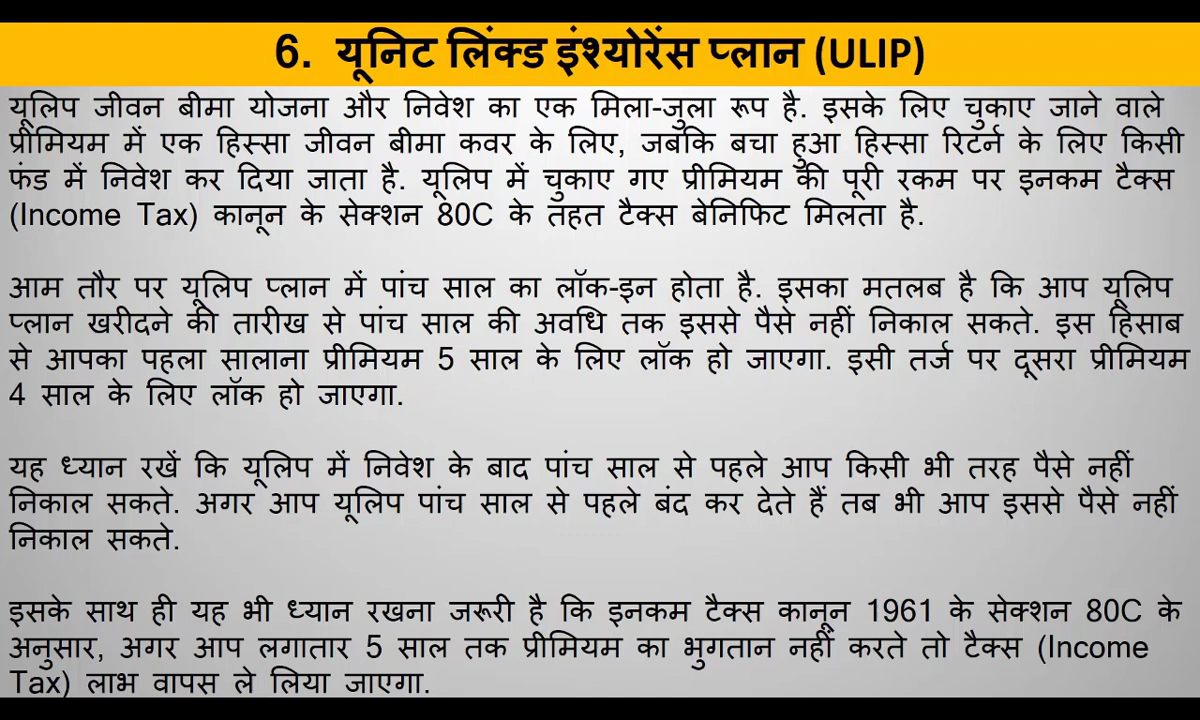 6. यूनिट लिंक्ड इंश्योरेंस प्लान (ULIP)
यूलिप जीवन बीमा योजना और निवेश का एक मिला-जुला रूप है. इसके लिए चुकाए जाने वाले
प्रीमियम में एक हिस्सा जीवन बीमा कवर के लिए, जबकि बचा हुआ हिस्सा रिटर्न के लिए किसी
फंड में निवेश कर दिया जाता है. यूलिप में चुकाए गए प्रीमियम की पूरी रकम पर इनकम टैक्स
(Income Tax) कानून के सेक्शन 80C के तहत टैक्स बेनिफिट मिलता है.
आम तौर पर यूलिप प्लान में पांच साल का लॉक-इन होता है. इसका मतलब है कि आप यूलिप
प्लान खरीदने की तारीख से पांच साल की अवधि तक इससे पैसे नहीं निकाल सकते. इस हिसाब
से आपका पहला सालाना प्रीमियम 5 साल के लिए लॉक हो जाएगा. इसी तर्ज पर दूसरा प्रीमियम
4 साल के लिए लॉक हो जाएगा.
यह ध्यान रखें कि यूलिप में निवेश के बाद पांच साल से पहले आप किसी भी तरह पैसे नहीं
निकाल सकते. अगर आप यूलिप पांच साल से पहले बंद कर देते हैं तब भी आप इससे पैसे नहीं
निकाल सकते.
इसके साथ ही यह भी ध्यान रखना जरूरी है कि इनकम टैक्स कानून 1961 के सेक्शन 80C के
अनुसार, अगर आप लगातार 5 साल तक प्रीमियम का भुगतान नहीं करते तो टैक्स (Income
Tax) लाभ वापस ले लिया जाएगा.